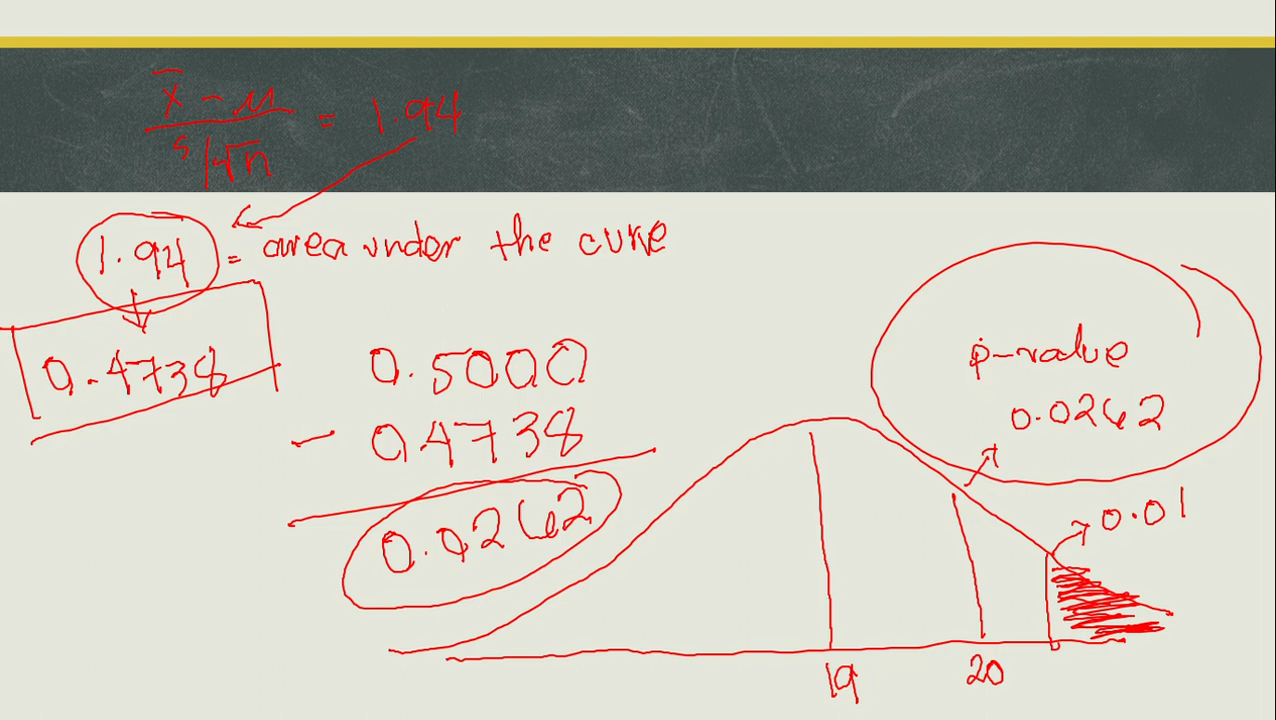 x̄ - μ
s/√n
= 1.94
1.94 = area under the curve
0.4738
0.5000
- 0.4738
0.0262
p-value
0.0262
0.01
19
20